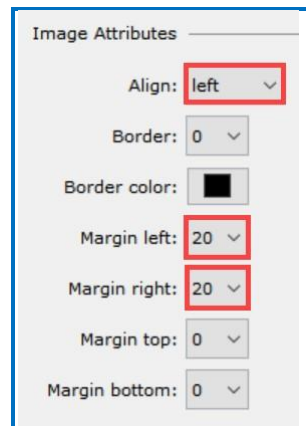 Image Attributes
Align: left
Border: 0
Border color:
Margin left: 20
Margin right: 20
Margin top: 0
Margin bottom: 0